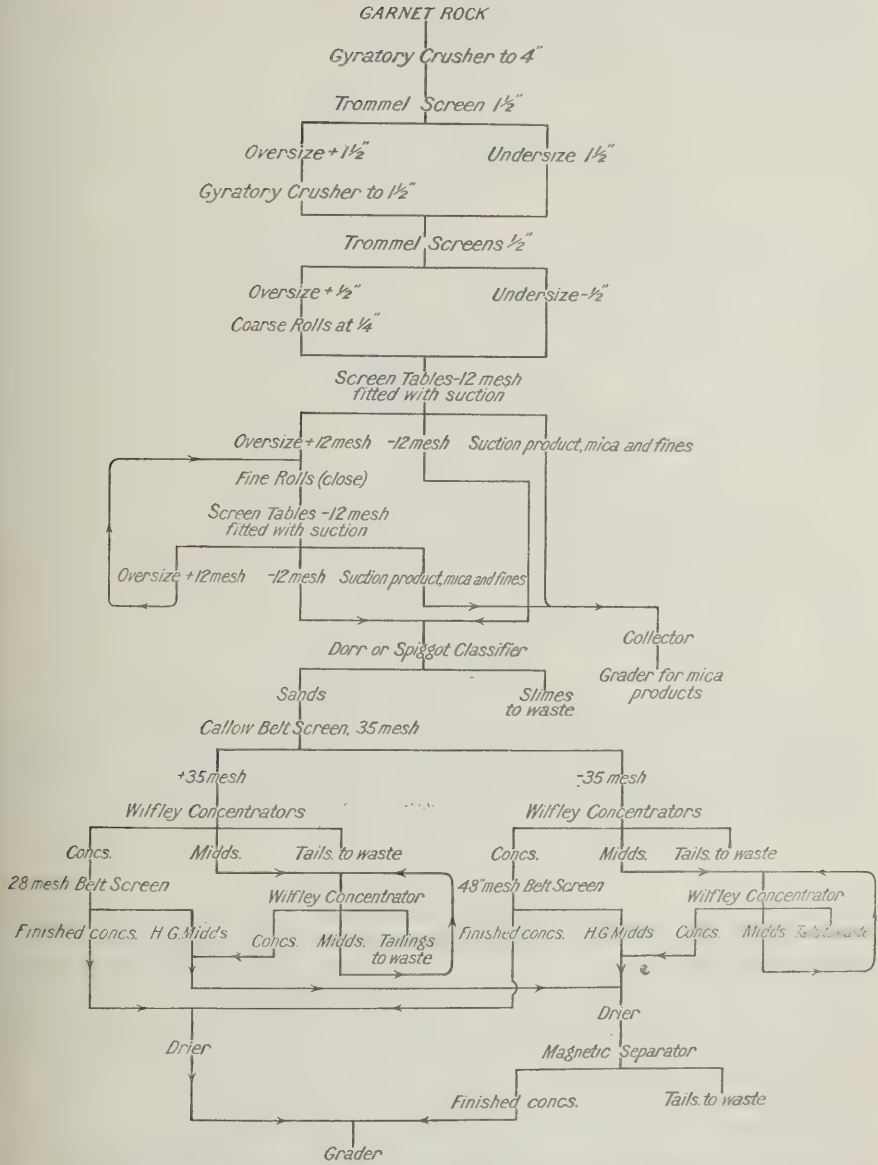 GARNET ROCK
Gyratory Crusher to 4"
Trommel Screen 1½"
Oversize + 1½"
Undersize 1½"
Gyratory Crusher to 1½"
Trommel Screens ½"
Oversize + ½"
Undersize-½"
Coarse Rolls at ¼"
Screen Tables-12 mesh
fitted with suction
Oversize +12mesh
-12mesh
Suction product, mica and fines
Fine Rolls (close)
Screen Tables -12 mesh
fitted with suction
Oversize +12mesh
-12mesh
Suction product, mica and fines
Collector
Dorr or Spiggot Classifier
Grader for mica
products
Sands
Slimes
to waste
Callow Belt Screen, 35 mesh
+35 mesh
-35 mesh
Wilfley Concentrators
Wilfley Concentrators
Concs.
Midds.
Tails. to waste
Concs.
Midds.
Tails. to waste
28 mesh Belt Screen
Wilfley Concentrator
48"mesh Belt Screen
Wilfley Concentrator
Finished concs.
H.G. Midds
Concs.
Midds.
Tailings
to waste
Finished concs.
H.G. Midds
Concs.
Midds
Tails to waste
Drier
Drier
Magnetic Separator
Finished concs.
Tails. to waste
Grader